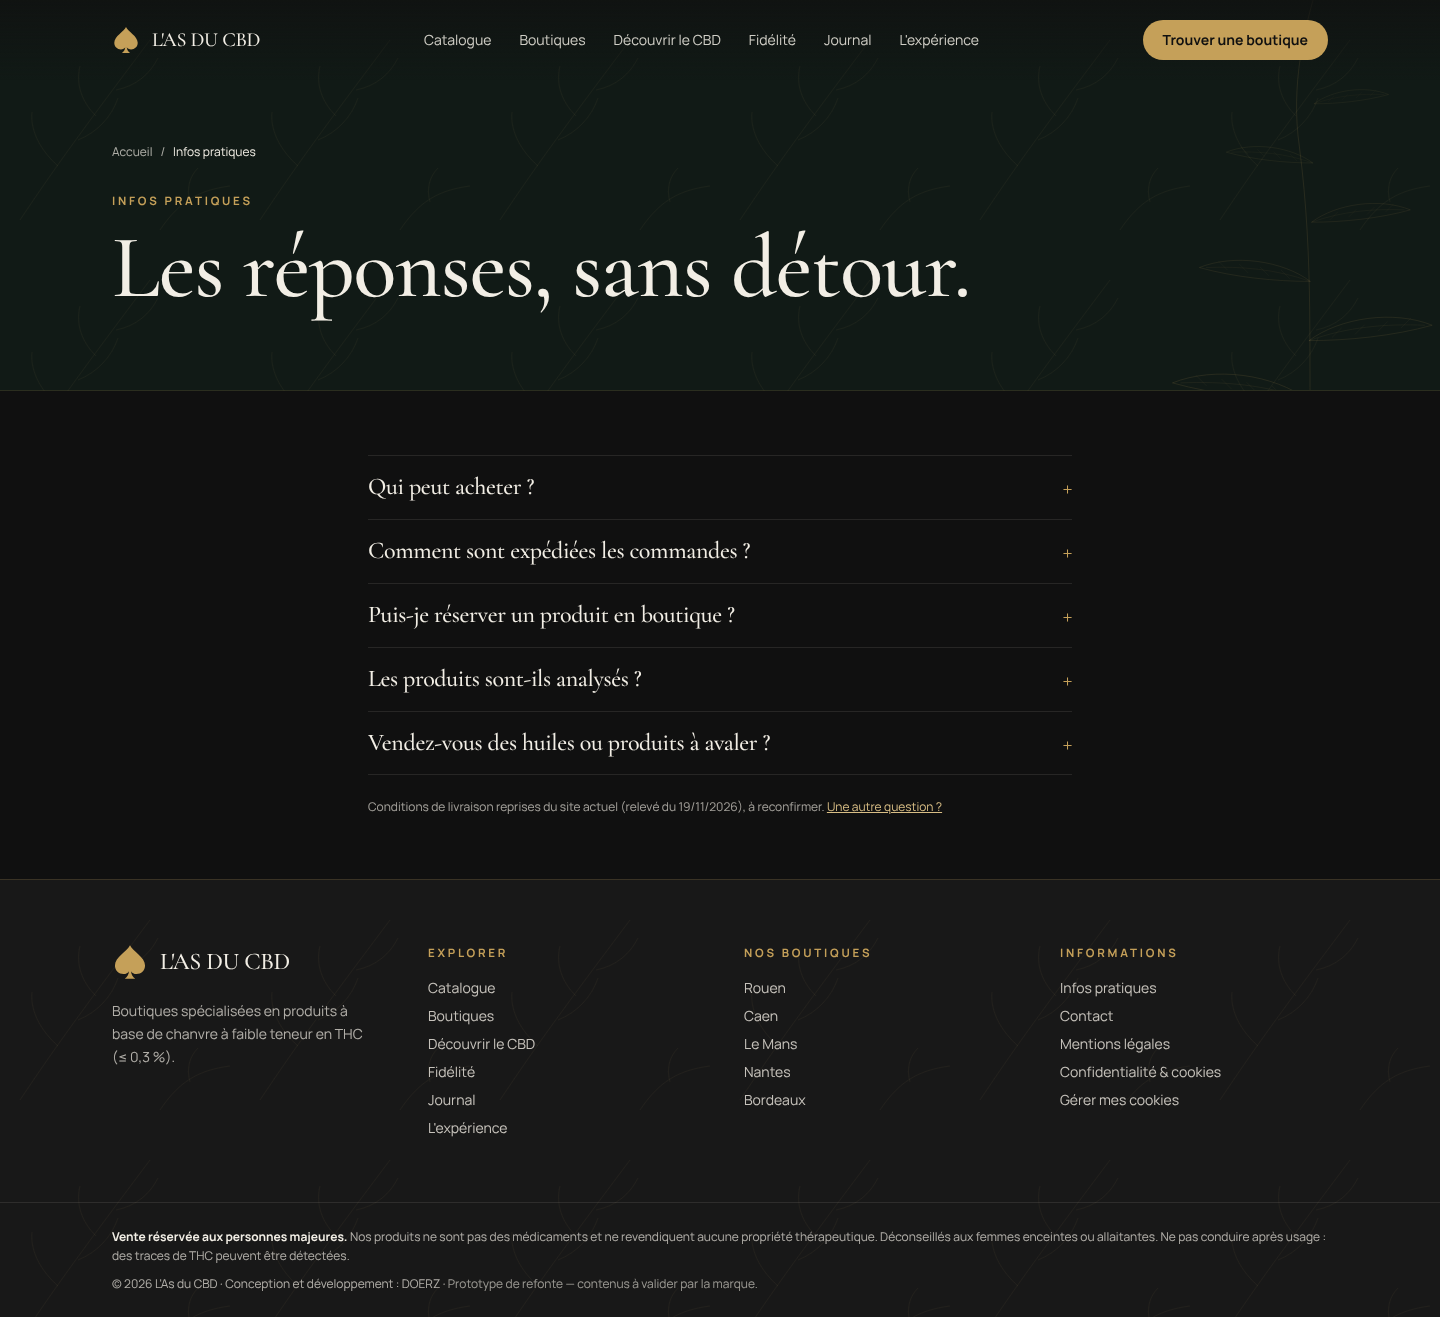 L'AS DU CBD
Catalogue
Boutiques
Découvrir le CBD
Fidélité
Journal
L'expérience
Trouver une boutique
Accueil / Infos pratiques
INFOS PRATIQUES
Les réponses, sans détour.
Qui peut acheter ? +
Comment sont expédiées les commandes ? +
Puis-je réserver un produit en boutique ? +
Les produits sont-ils analysés ? +
Vendez-vous des huiles ou produits à avaler ? +
Conditions de livraison reprises du site actuel (relevé du 19/11/2026), à reconfirmer. Une autre question ?
L'AS DU CBD
Boutiques spécialisées en produits à
base de chanvre à faible teneur en THC
(≤ 0,3 %).
EXPLORER
Catalogue
Boutiques
Découvrir le CBD
Fidélité
Journal
L'expérience
NOS BOUTIQUES
Rouen
Caen
Le Mans
Nantes
Bordeaux
INFORMATIONS
Infos pratiques
Contact
Mentions légales
Confidentialité & cookies
Gérer mes cookies
Vente réservée aux personnes majeures. Nos produits ne sont pas des médicaments et ne revendiquent aucune propriété thérapeutique. Déconseillés aux femmes enceintes ou allaitantes. Ne pas conduire après usage :
des traces de THC peuvent être détectées.
© 2026 L'As du CBD · Conception et développement : DOERZ · Prototype de refonte — contenus à valider par la marque.